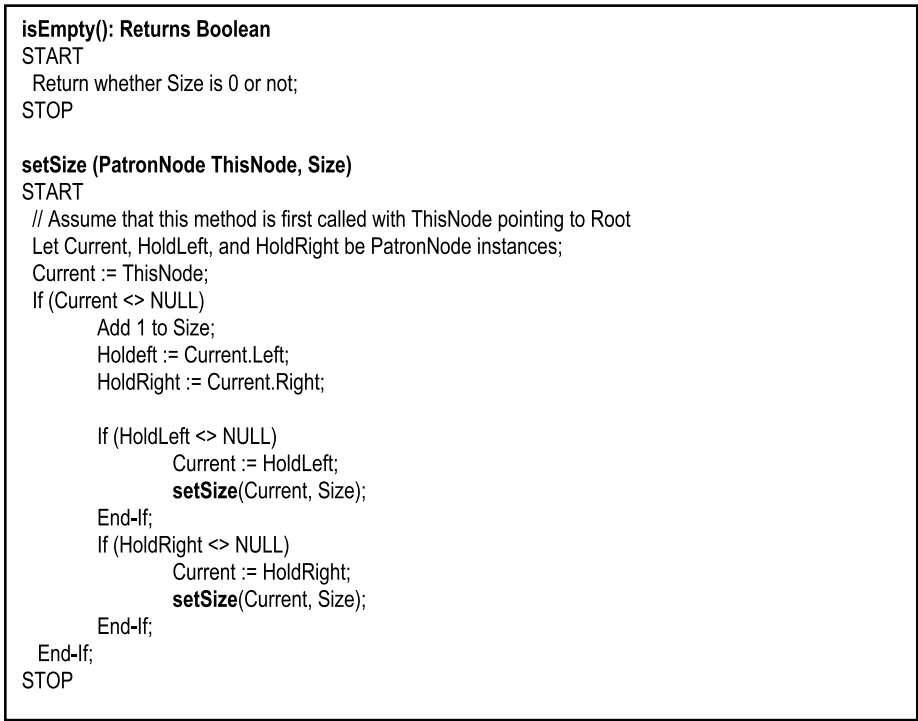 isEmpty(): Returns Boolean
START
Return whether Size is 0 or not;
STOP
setSize (PatronNode ThisNode, Size)
START
// Assume that this method is first called with ThisNode pointing to Root
Let Current, HoldLeft, and HoldRight be PatronNode instances;
Current := ThisNode;
If (Current <> NULL)
Add 1 to Size;
Holdeft := Current.Left;
HoldRight := Current.Right;
If (HoldLeft <> NULL)
Current := HoldLeft;
setSize(Current, Size);
End-If;
If (HoldRight <> NULL)
Current := HoldRight;
setSize(Current, Size);
End-If;
End-If;
STOP